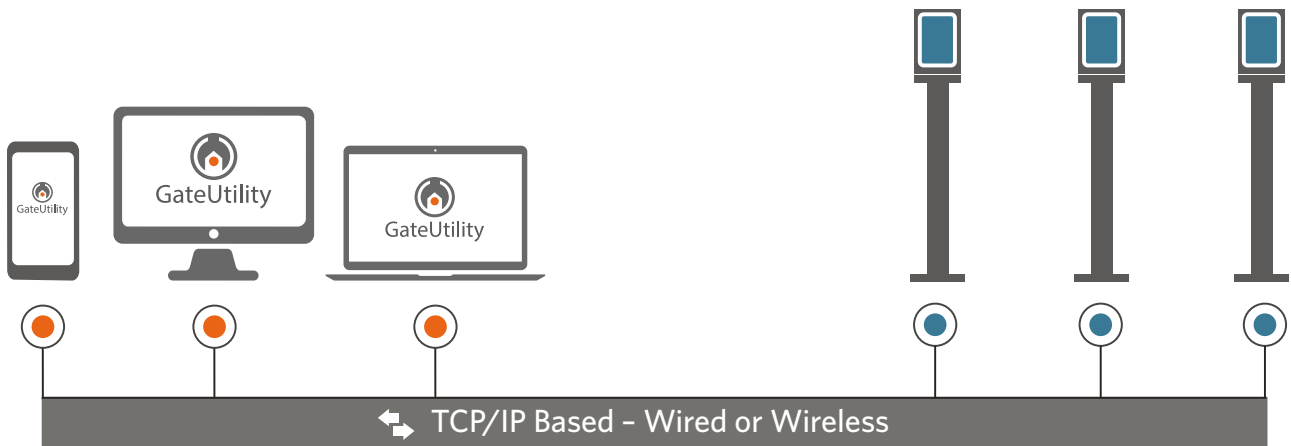 GateUtility
GateUtility
GateUtility
TCP/IP Based – Wired or Wireless